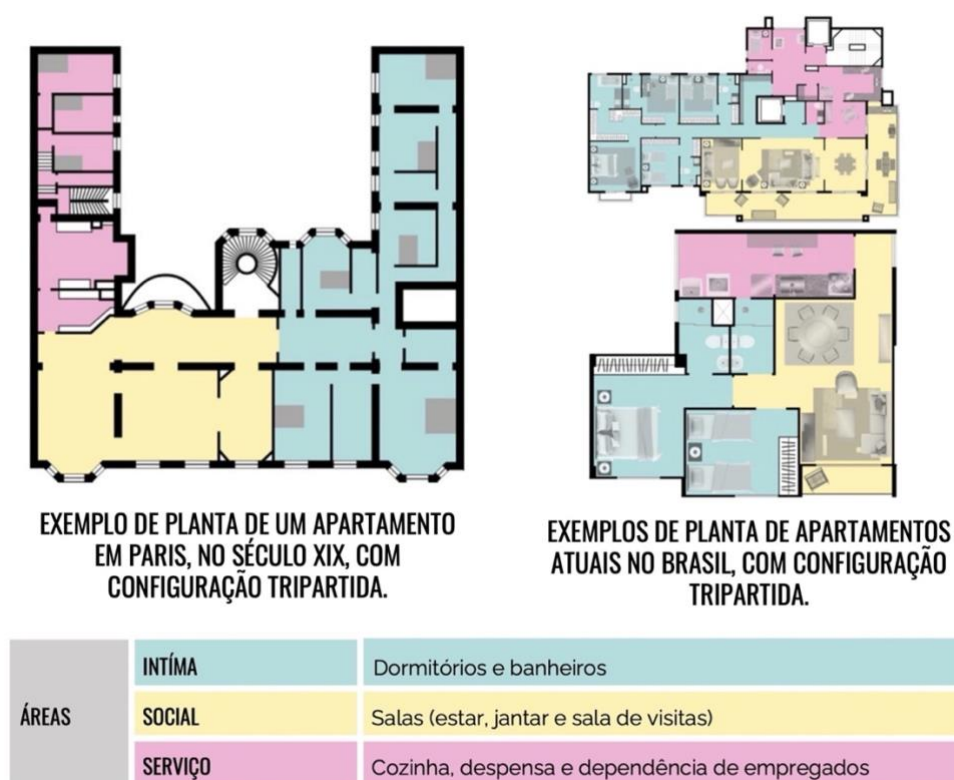 EXEMPLO DE PLANTA DE UM APARTAMENTO
EM PARIS, NO SÉCULO XIX, COM
CONFIGURAÇÃO TRIPARTIDA.
EXEMPLOS DE PLANTA DE APARTAMENTOS
ATUAIS NO BRASIL, COM CONFIGURAÇÃO
TRIPARTIDA.
ÁREAS
INTÍMA
Dormitórios e banheiros
SOCIAL
Salas (estar, jantar e sala de visitas)
SERVIÇO
Cozinha, despensa e dependência de empregados